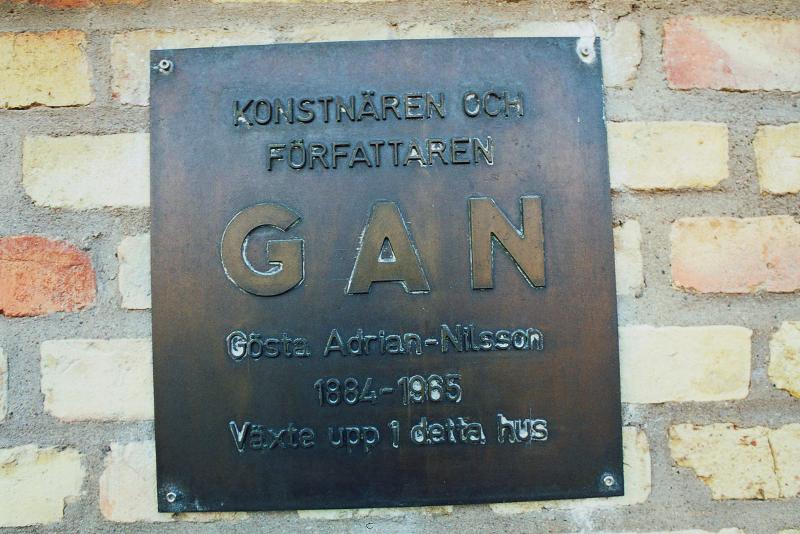 KONSTNÄREN OCH
FÖRFATTAREN
GAN
Gösta Adrian-Nilsson
1884-1965
Växte upp i detta hus